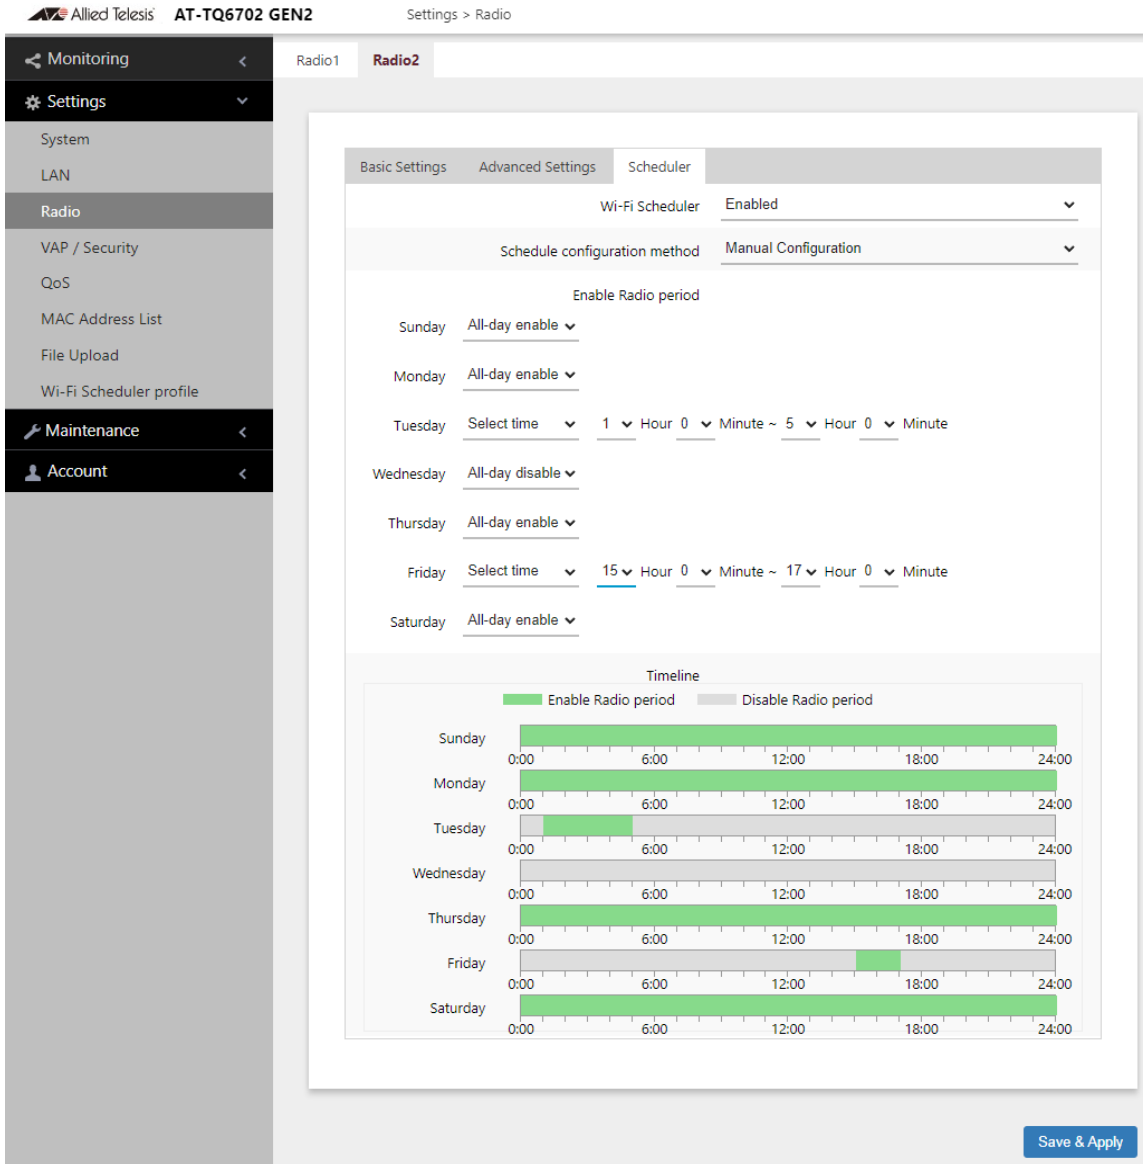 Allied Telesis AT-TQ6702 GEN2 Settings > Radio
Monitoring
Settings
System
LAN
Radio
VAP / Security
QoS
MAC Address List
File Upload
Wi-Fi Scheduler profile
Maintenance
Account
Radio1 Radio2
Basic Settings Advanced Settings Scheduler
Wi-Fi Scheduler Enabled
Schedule configuration method Manual Configuration
Enable Radio period
Sunday All-day enable
Monday All-day enable
Tuesday Select time 1 Hour 0 Minute ~ 5 Hour 0 Minute
Wednesday All-day disable
Thursday All-day enable
Friday Select time 15 Hour 0 Minute ~ 17 Hour 0 Minute
Saturday All-day enable
Timeline
Enable Radio period Disable Radio period
Sunday
0:00 6:00 12:00 18:00 24:00
Monday
0:00 6:00 12:00 18:00 24:00
Tuesday
0:00 6:00 12:00 18:00 24:00
Wednesday
0:00 6:00 12:00 18:00 24:00
Thursday
0:00 6:00 12:00 18:00 24:00
Friday
0:00 6:00 12:00 18:00 24:00
Saturday
0:00 6:00 12:00 18:00 24:00
Save & Apply